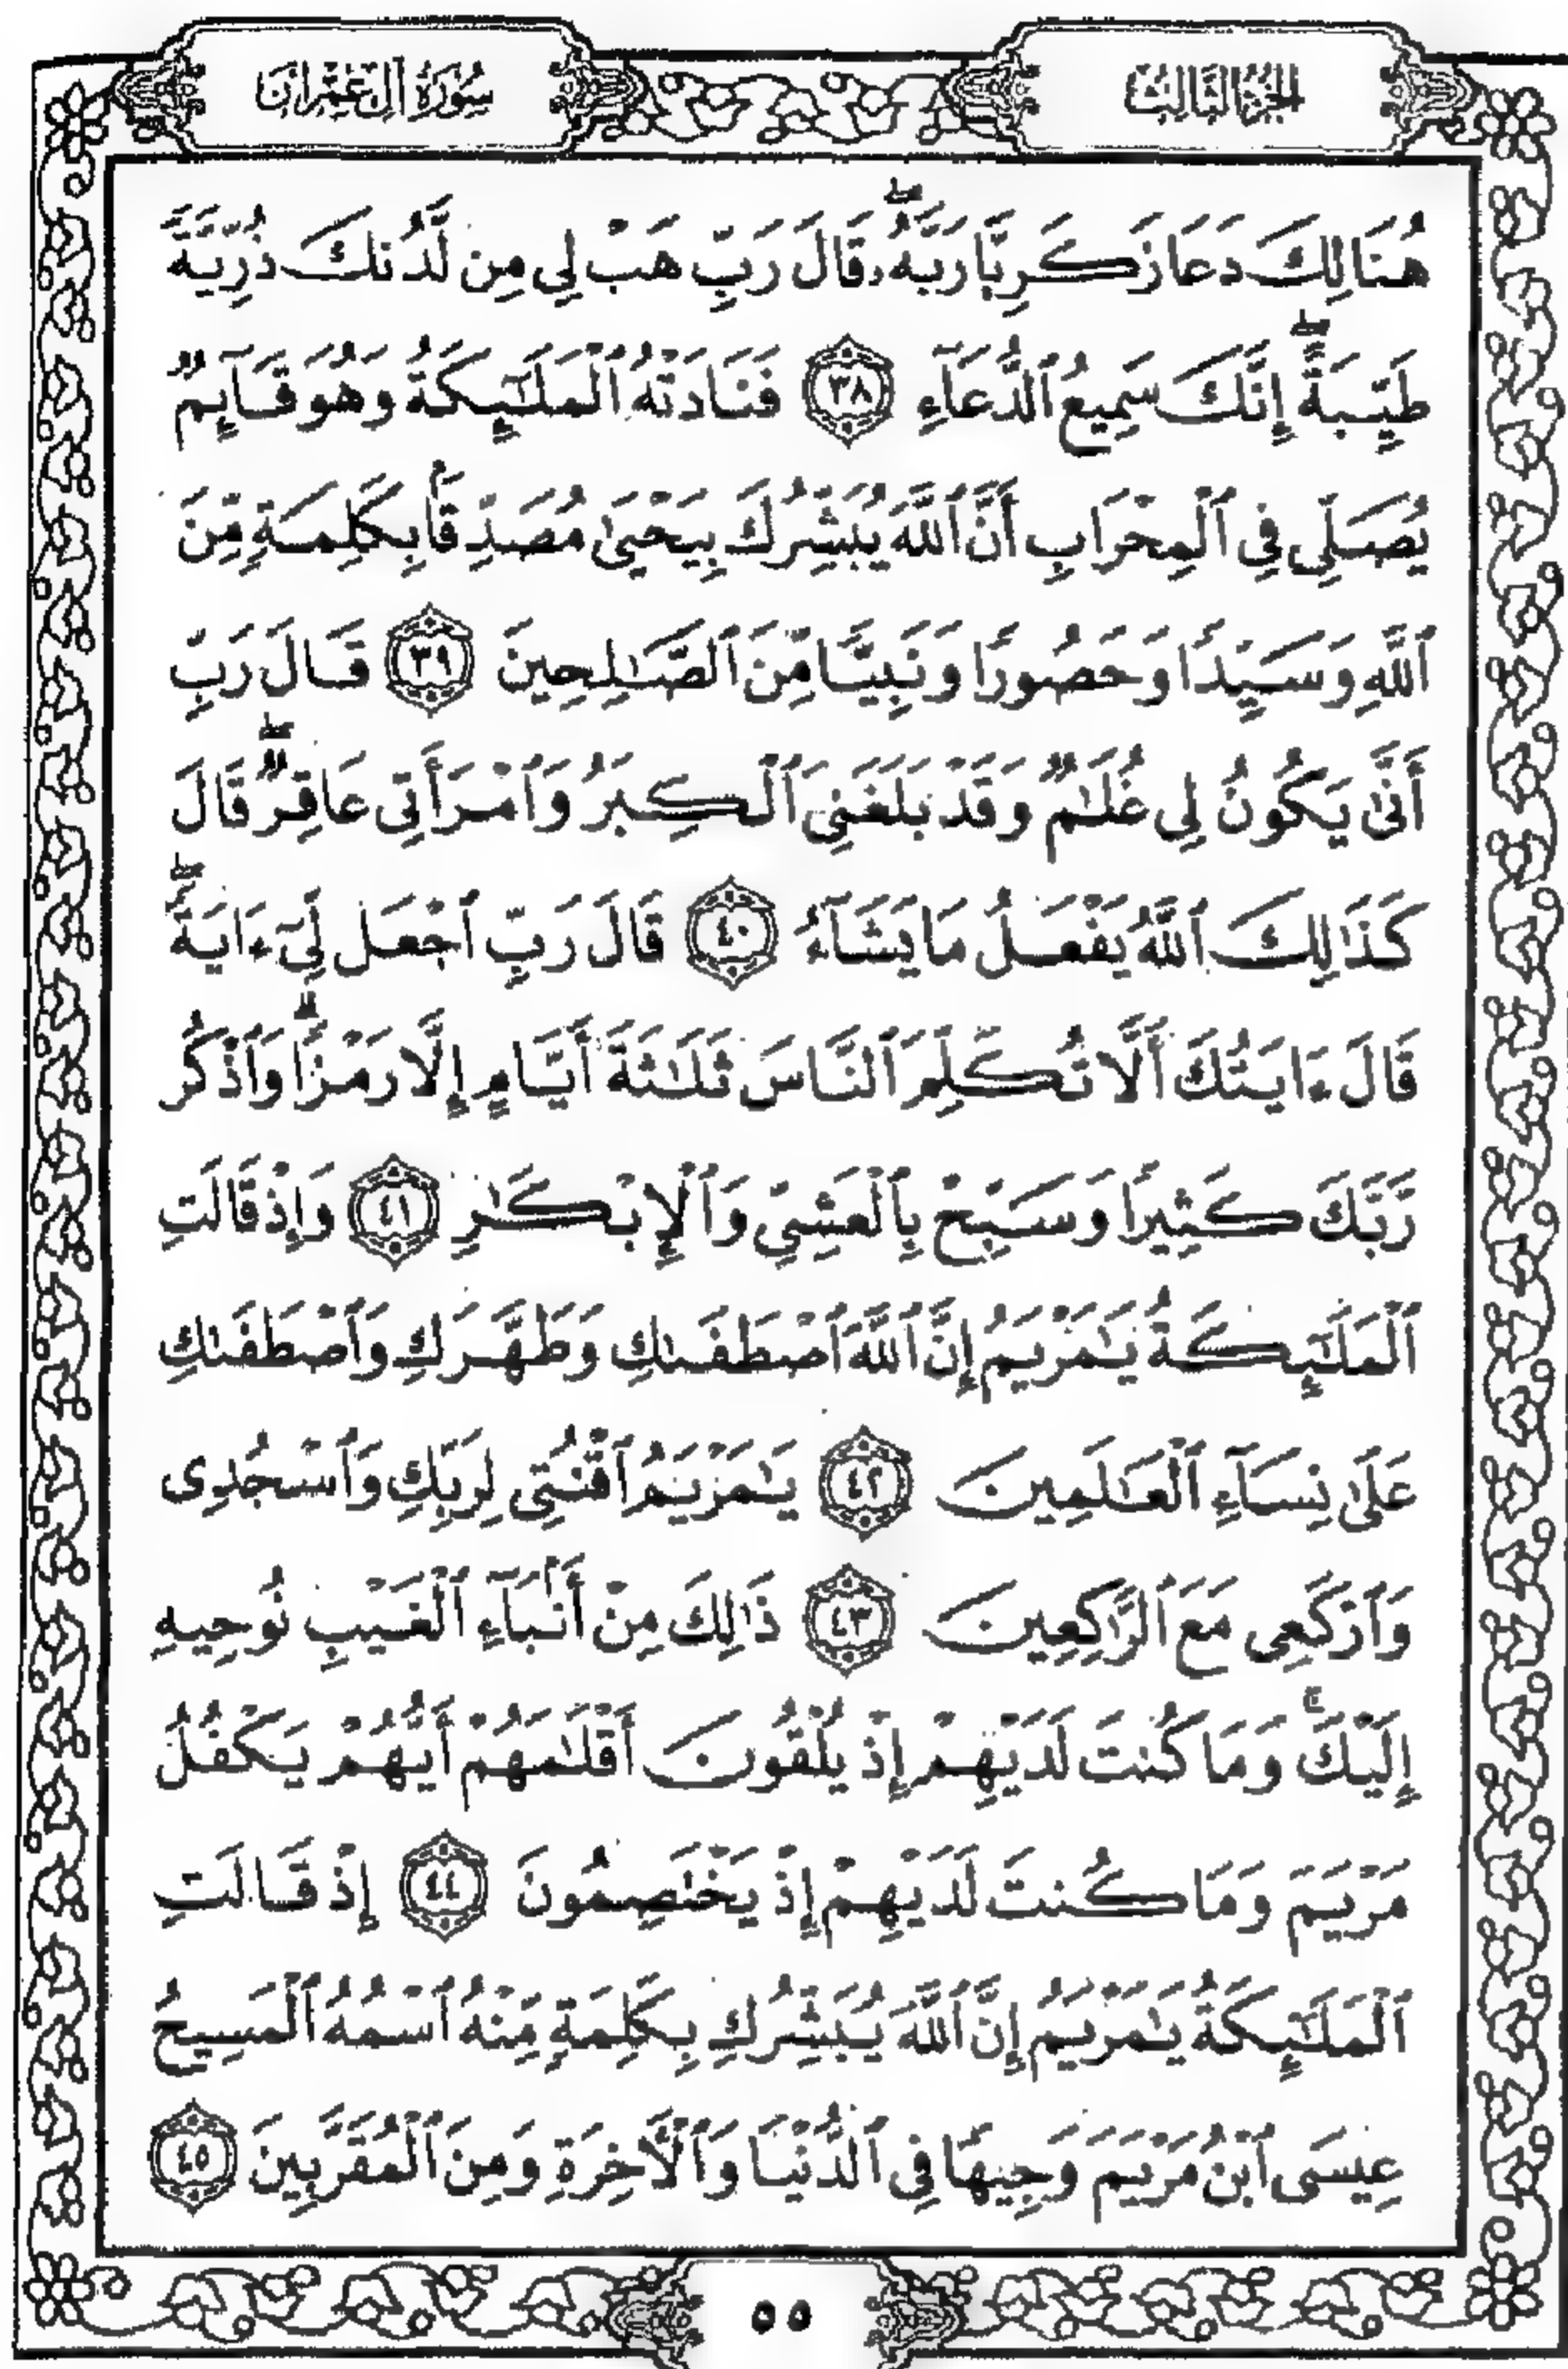 الجزء الثالث
سورة آل عمران
هُنَالِكَ دَعَا زَكَرِيَّا رَبَّهُۥۖ قَالَ رَبِّ هَبْ لِي مِن لَّدُنكَ ذُرِّيَّةً
طَيِّبَةًۖ إِنَّكَ سَمِيعُ ٱلدُّعَآءِ ٣٨ فَنَادَتْهُ ٱلْمَلَٰٓئِكَةُ وَهُوَ قَآئِمٌ
يُصَلِّي فِي ٱلْمِحْرَابِ أَنَّ ٱللَّهَ يُبَشِّرُكَ بِيَحْيَىٰ مُصَدِّقًۢا بِكَلِمَةٍ مِّنَ
ٱللَّهِ وَسَيِّدًا وَحَصُورًا وَنَبِيًّا مِّنَ ٱلصَّٰلِحِينَ ٣٩ قَالَ رَبِّ
أَنَّىٰ يَكُونُ لِي غُلَٰمٌ وَقَدْ بَلَغَنِيَ ٱلْكِبَرُ وَٱمْرَأَتِي عَاقِرٌۖ قَالَ
كَذَٰلِكَ ٱللَّهُ يَفْعَلُ مَا يَشَآءُ ٤٠ قَالَ رَبِّ ٱجْعَل لِّيٓ ءَايَةًۖ
قَالَ ءَايَتُكَ أَلَّا تُكَلِّمَ ٱلنَّاسَ ثَلَٰثَةَ أَيَّامٍ إِلَّا رَمْزًاۗ وَٱذْكُر
رَّبَّكَ كَثِيرًا وَسَبِّحْ بِٱلْعَشِيِّ وَٱلْإِبْكَٰرِ ٤١ وَإِذْ قَالَتِ
ٱلْمَلَٰٓئِكَةُ يَٰمَرْيَمُ إِنَّ ٱللَّهَ ٱصْطَفَىٰكِ وَطَهَّرَكِ وَٱصْطَفَىٰكِ
عَلَىٰ نِسَآءِ ٱلْعَٰلَمِينَ ٤٢ يَٰمَرْيَمُ ٱقْنُتِي لِرَبِّكِ وَٱسْجُدِي
وَٱرْكَعِي مَعَ ٱلرَّٰكِعِينَ ٤٣ ذَٰلِكَ مِنْ أَنۢبَآءِ ٱلْغَيْبِ نُوحِيهِ
إِلَيْكَۚ وَمَا كُنتَ لَدَيْهِمْ إِذْ يُلْقُونَ أَقْلَٰمَهُمْ أَيُّهُمْ يَكْفُلُ
مَرْيَمَ وَمَا كُنتَ لَدَيْهِمْ إِذْ يَخْتَصِمُونَ ٤٤ إِذْ قَالَتِ
ٱلْمَلَٰٓئِكَةُ يَٰمَرْيَمُ إِنَّ ٱللَّهَ يُبَشِّرُكِ بِكَلِمَةٍ مِّنْهُ ٱسْمُهُ ٱلْمَسِيحُ
عِيسَى ٱبْنُ مَرْيَمَ وَجِيهًا فِي ٱلدُّنْيَا وَٱلْأٓخِرَةِ وَمِنَ ٱلْمُقَرَّبِينَ ٤٥
٥٥